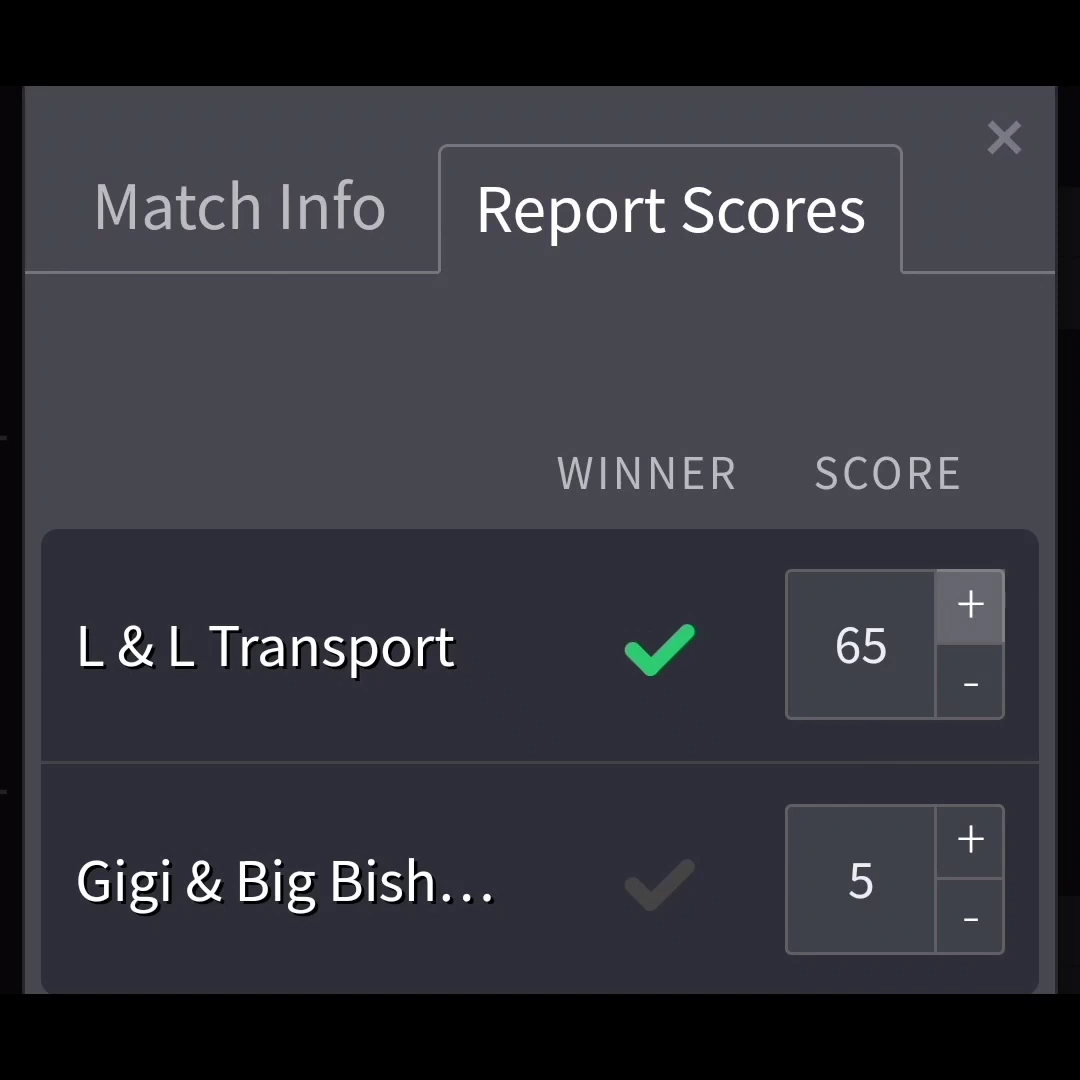 Match Info
Report Scores
WINNER SCORE
L & L Transport 65
+
-
Gigi & Big Bish... 5
+
-